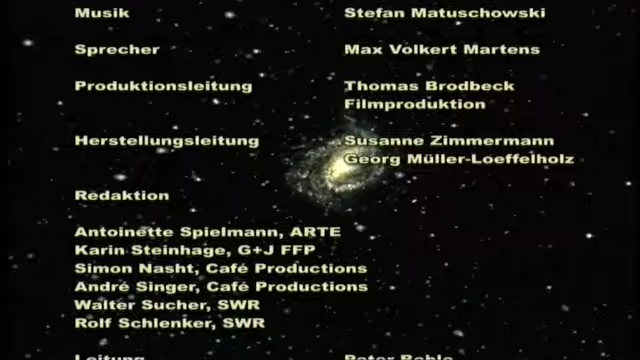 Musik Stefan Matuschowski
Sprecher Max Volkert Martens
Produktionsleitung Thomas Brodbeck
Filmproduktion
Herstellungsleitung Susanne Zimmermann
Georg Müller-Loeffelholz
Redaktion
Antoinette Spielmann, ARTE
Karin Steinhage, G+J FFP
Simon Nasht, Café Productions
André Singer, Café Productions
Walter Sucher, SWR
Rolf Schlenker, SWR
Leitung Peter